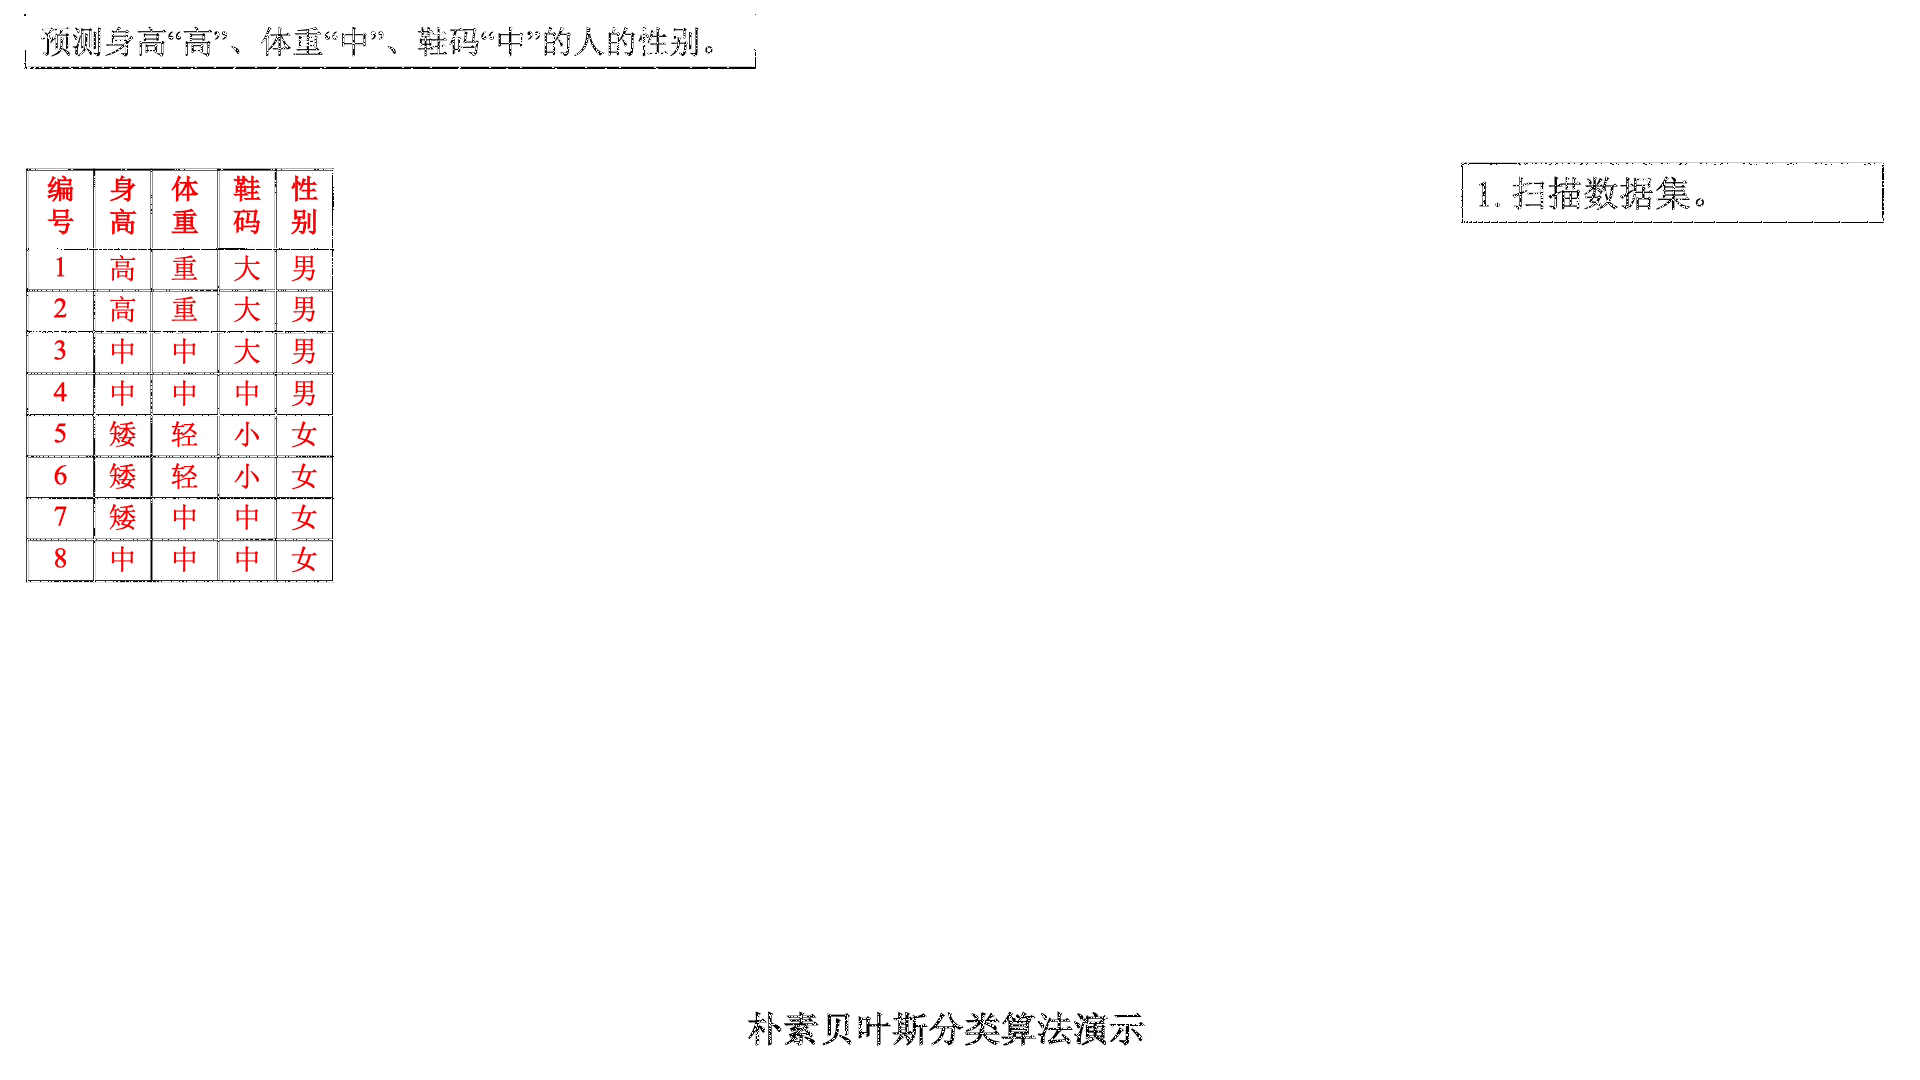 预测身高“高”、体重“中”、鞋码“中”的人的性别。
编号 身高 体重 鞋码 性别
1 高 重 大 男
2 高 重 大 男
3 中 中 大 男
4 中 中 中 男
5 矮 轻 小 女
6 矮 轻 小 女
7 矮 中 中 女
8 中 中 中 女
1. 扫描数据集。
朴素贝叶斯分类算法演示